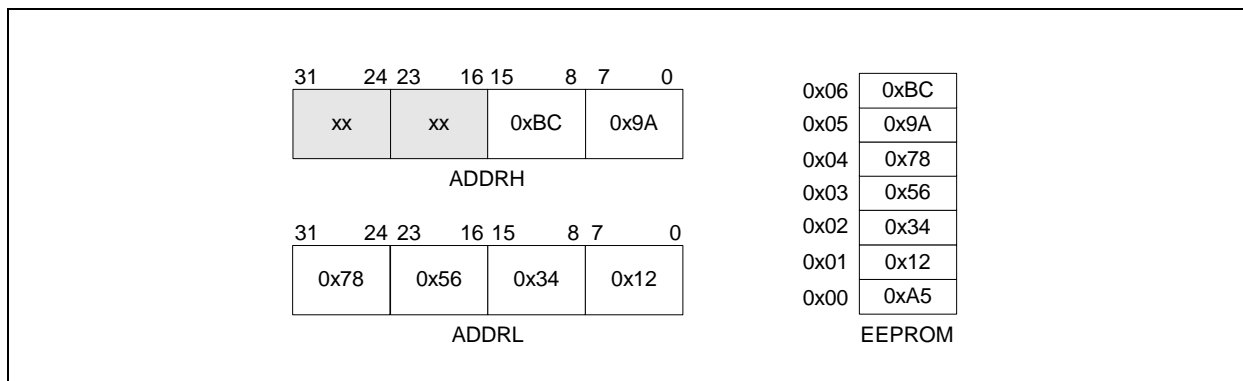 31 24 23 16 15 8 7 0
xx xx 0xBC 0x9A
ADDRH
31 24 23 16 15 8 7 0
0x78 0x56 0x34 0x12
ADDRL
0x06 0xBC
0x05 0x9A
0x04 0x78
0x03 0x56
0x02 0x34
0x01 0x12
0x00 0xA5
EEPROM